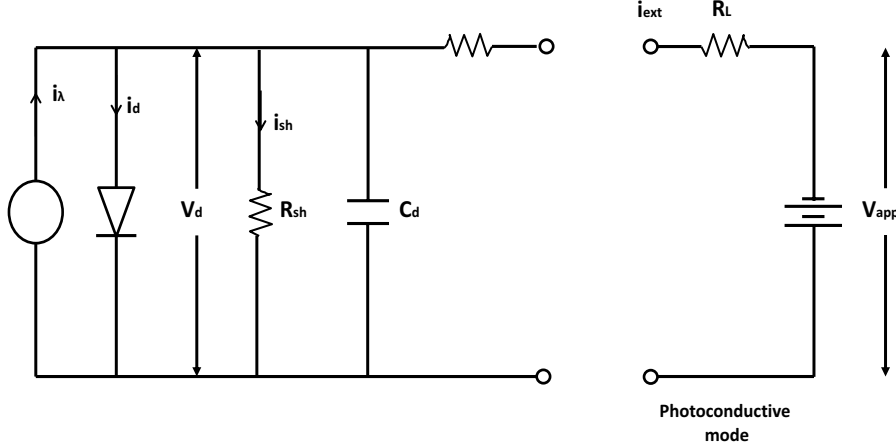 iext
RL
iλ
id
ish
Vd
Rsh
Cd
Vapp
Photoconductive
mode